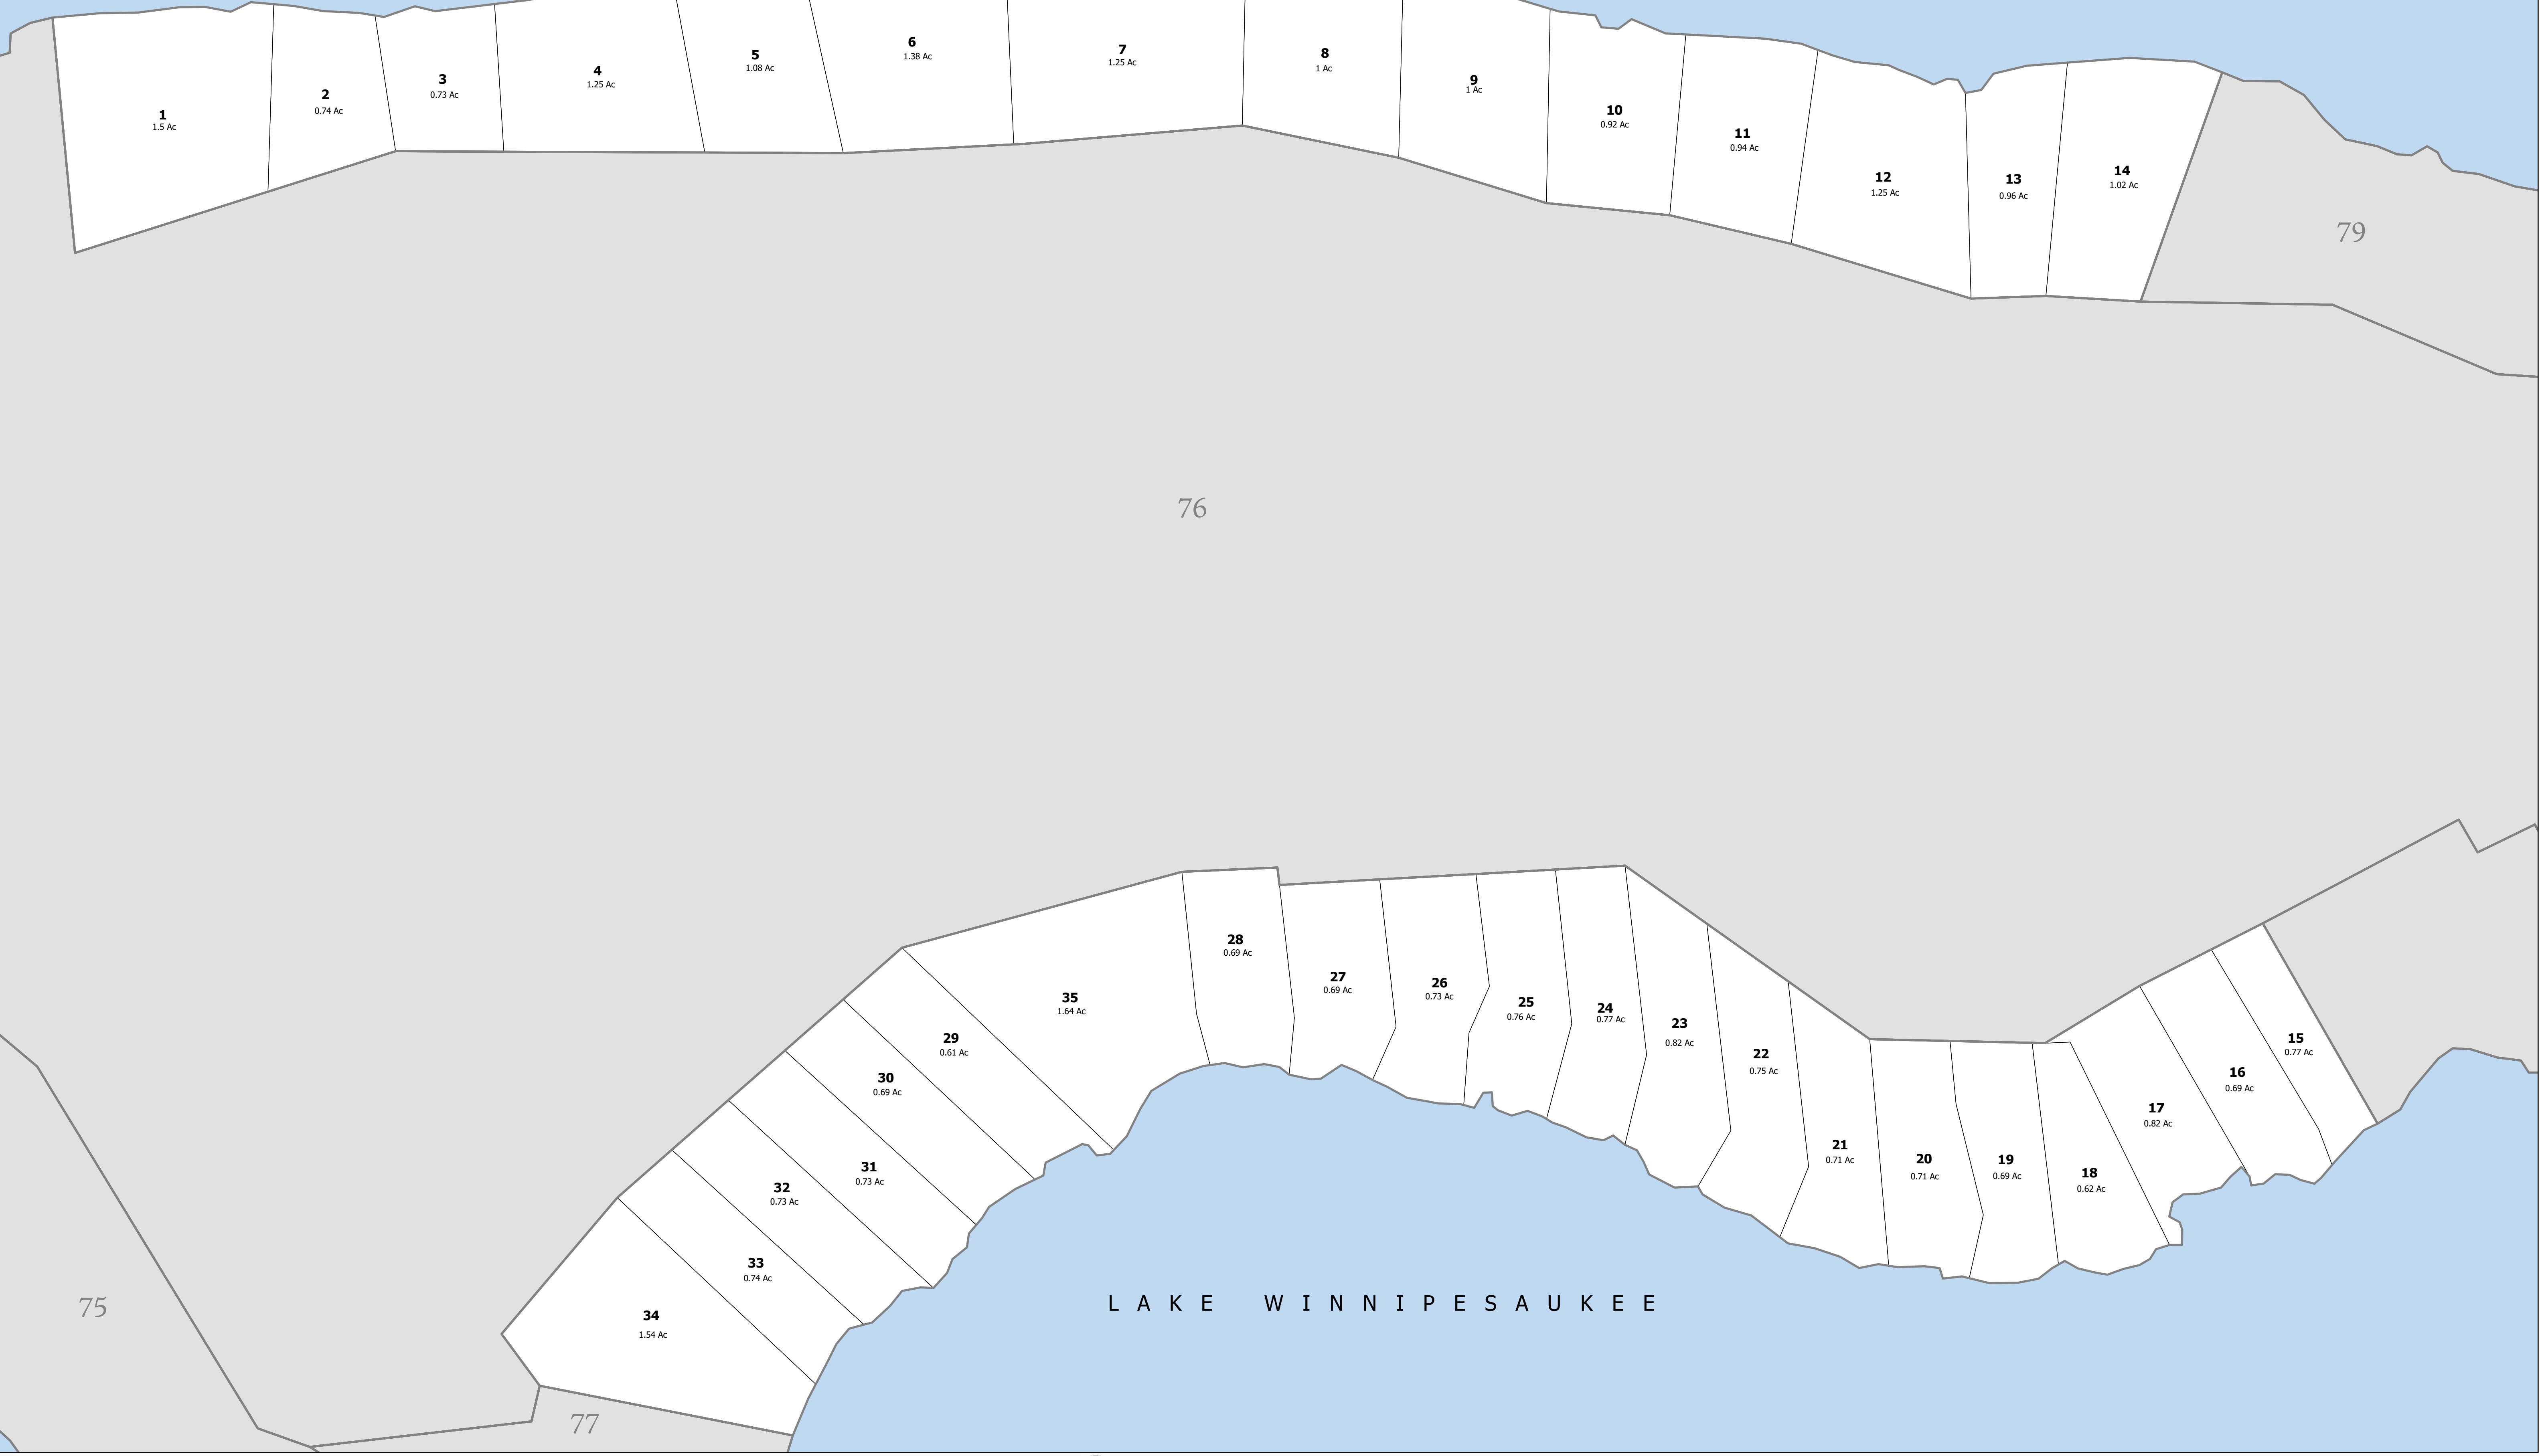 1
1.5 Ac
2
0.74 Ac
3
0.73 Ac
4
1.25 Ac
5
1.08 Ac
6
1.38 Ac
7
1.25 Ac
8
1 Ac
9
1 Ac
10
0.92 Ac
11
0.94 Ac
12
1.25 Ac
13
0.96 Ac
14
1.02 Ac
79
76
28
0.69 Ac
27
0.69 Ac
26
0.73 Ac
25
0.76 Ac
24
0.77 Ac
23
0.82 Ac
22
0.75 Ac
21
0.71 Ac
20
0.71 Ac
19
0.69 Ac
18
0.62 Ac
17
0.82 Ac
16
0.69 Ac
15
0.77 Ac
35
1.64 Ac
29
0.61 Ac
30
0.69 Ac
31
0.73 Ac
32
0.73 Ac
33
0.74 Ac
34
1.54 Ac
75
LAKE WINNIPESAUKEE
77